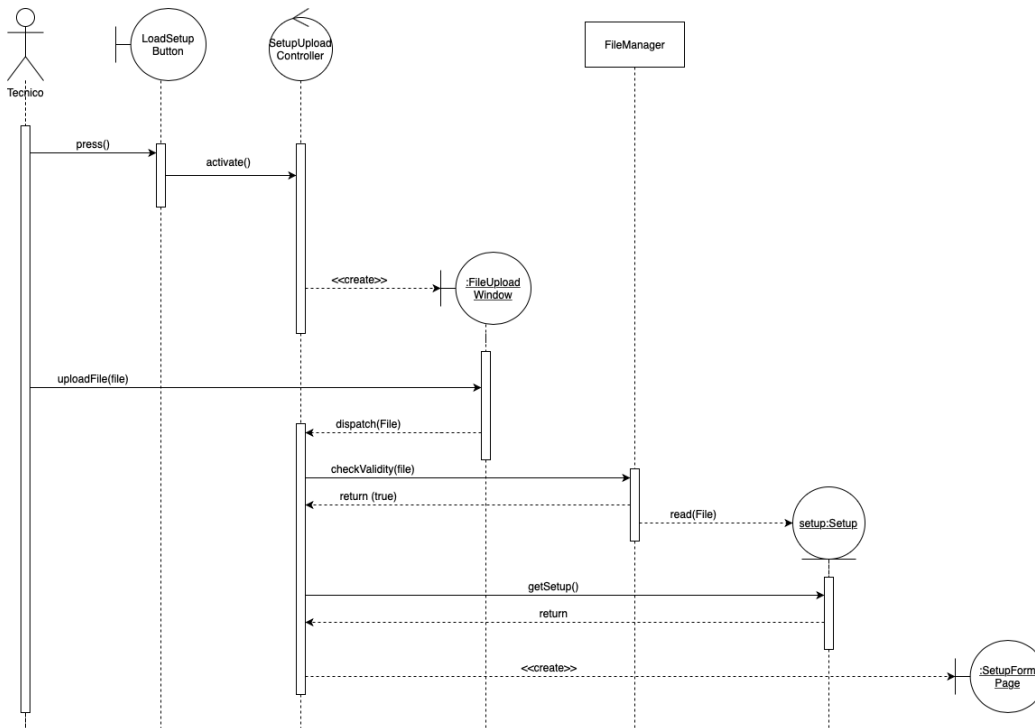 LoadSetup
Button
SetupUpload
Controller
FileManager
Tecnico
press()
activate()
<<create>>
:FileUpload
Window
uploadFile(file)
dispatch(File)
checkValidity(file)
return (true)
read(File)
setup:Setup
getSetup()
return
<<create>>
:SetupForm
Page